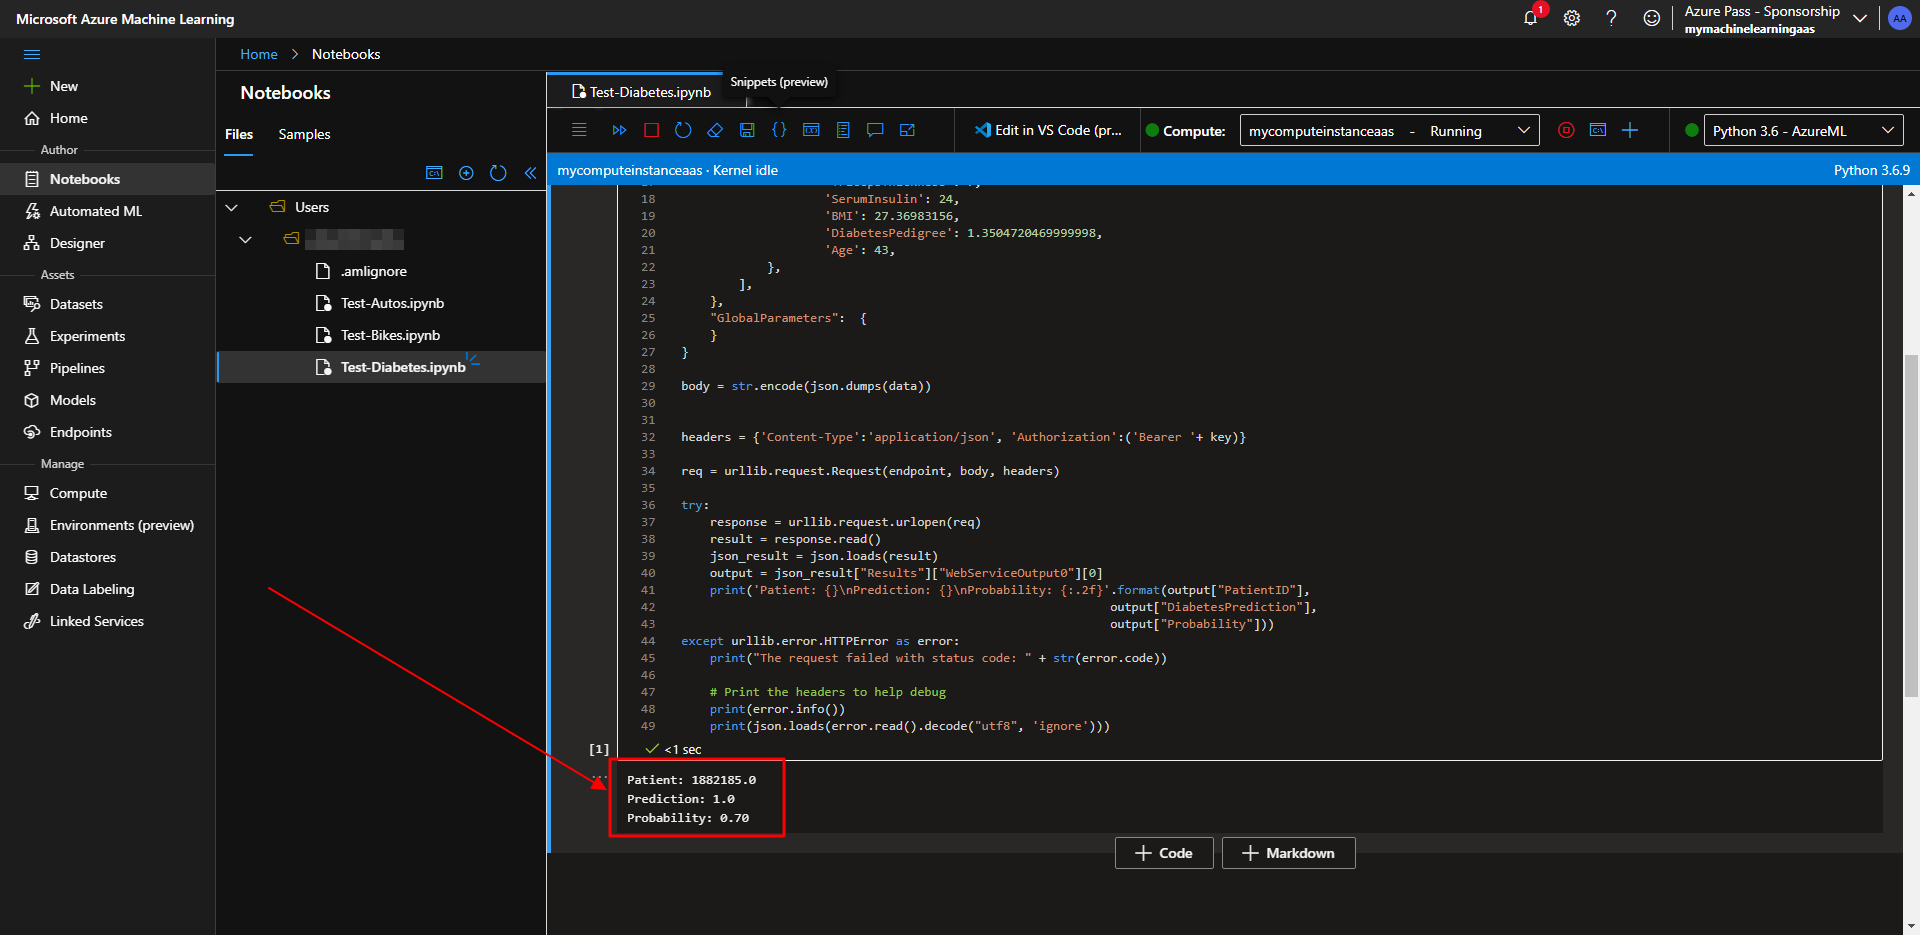 Microsoft Azure Machine Learning
1
Azure Pass - Sponsorship
mymachinelearningaas
AA
New
Home
Author
Notebooks
Automated ML
Designer
Assets
Datasets
Experiments
Pipelines
Models
Endpoints
Manage
Compute
Environments (preview)
Datastores
Data Labeling
Linked Services
Home > Notebooks
Notebooks
Files Samples
Users
.amlignore
Test-Autos.ipynb
Test-Bikes.ipynb
Test-Diabetes.ipynb
Test-Diabetes.ipynb
Snippets (preview)
Edit in VS Code (pr...
Compute: mycomputeinstanceaas - Running
Python 3.6 - AzureML
mycomputeinstanceaas · Kernel idle
Python 3.6.9
18 'SerumInsulin': 24,
19 'BMI': 27.36983156,
20 'DiabetesPedigree': 1.3504720469999998,
21 'Age': 43,
22 },
23 ],
24 },
25 "GlobalParameters": {
26 }
27 }
28
29 body = str.encode(json.dumps(data))
30
31
32 headers = {'Content-Type':'application/json', 'Authorization':('Bearer '+ key)}
33
34 req = urllib.request.Request(endpoint, body, headers)
35
36 try:
37 response = urllib.request.urlopen(req)
38 result = response.read()
39 json_result = json.loads(result)
40 output = json_result["Results"]["WebServiceOutput0"][0]
41 print('Patient: {}\nPrediction: {}\nProbability: {:.2f}'.format(output["PatientID"],
42 output["DiabetesPrediction"],
43 output["Probability"]))
44 except urllib.error.HTTPError as error:
45 print("The request failed with status code: " + str(error.code))
46
47 # Print the headers to help debug
48 print(error.info())
49 print(json.loads(error.read().decode("utf8", 'ignore')))
[1] <1 sec
Patient: 1882185.0
Prediction: 1.0
Probability: 0.70
Code
Markdown